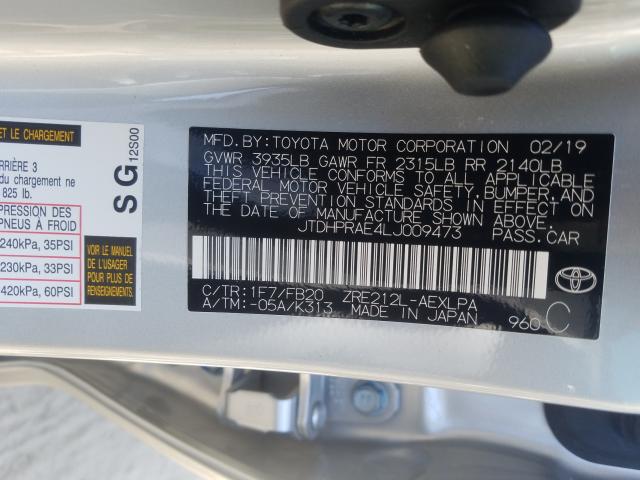 ET LE CHARGEMENT
RRIÈRE 3
du chargement ne
825 lb.
PRESSION DES
PNEUS À FROID
240kPa, 35PSI
230kPa, 33PSI
420kPa, 60PSI
SG 12S00
VOIR LE MANUEL
DE L'USAGER
POUR PLUS DE
RENSEIGNEMENTS
MFD.BY:TOYOTA MOTOR CORPORATION 02/19
GVWR 3935LB GAWR FR 2315LB RR 2140LB
THIS VEHICLE CONFORMS TO ALL APPLICABLE
FEDERAL MOTOR VEHICLE SAFETY,BUMPER,AND
THEFT PREVENTION STANDARDS IN EFFECT ON
THE DATE OF MANUFACTURE SHOWN ABOVE.
JTDHPRAE4LJ009473 PASS.CAR
C/TR:1F7/FB20 ZRE212L-AEXLPA
A/TM:-05A/K313 MADE IN JAPAN 960 C
TOYOTA